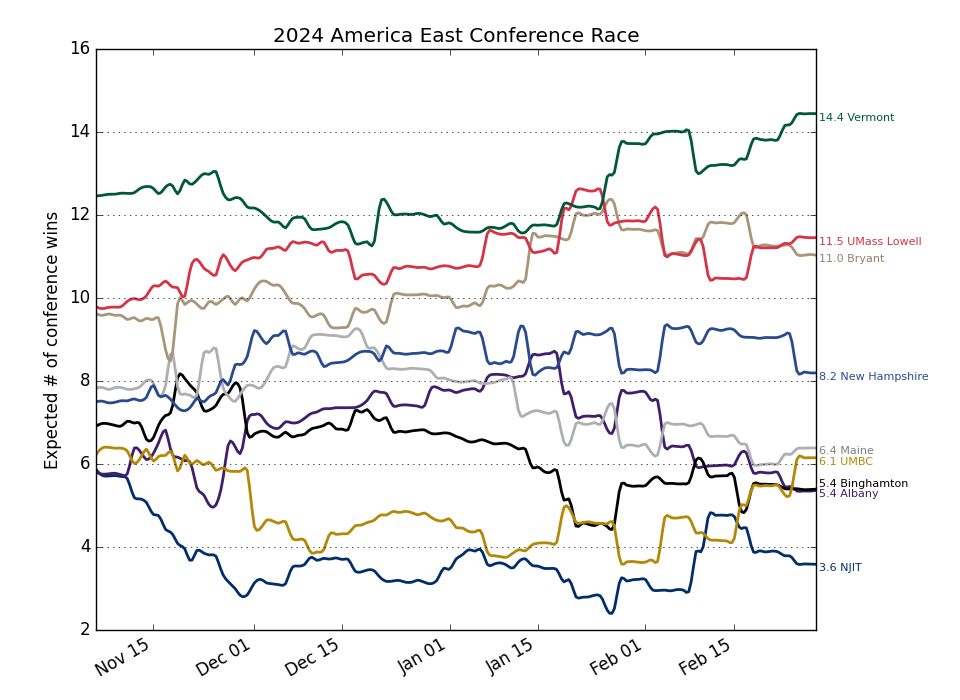 2024 America East Conference Race
Expected # of conference wins
16
14
12
10
8
6
4
2
14.4 Vermont
11.5 UMass Lowell
11.0 Bryant
8.2 New Hampshire
6.4 Maine
6.1 UMBC
5.4 Binghamton
5.4 Albany
3.6 NJIT
Nov 15
Dec 01
Dec 15
Jan 01
Jan 15
Feb 01
Feb 15